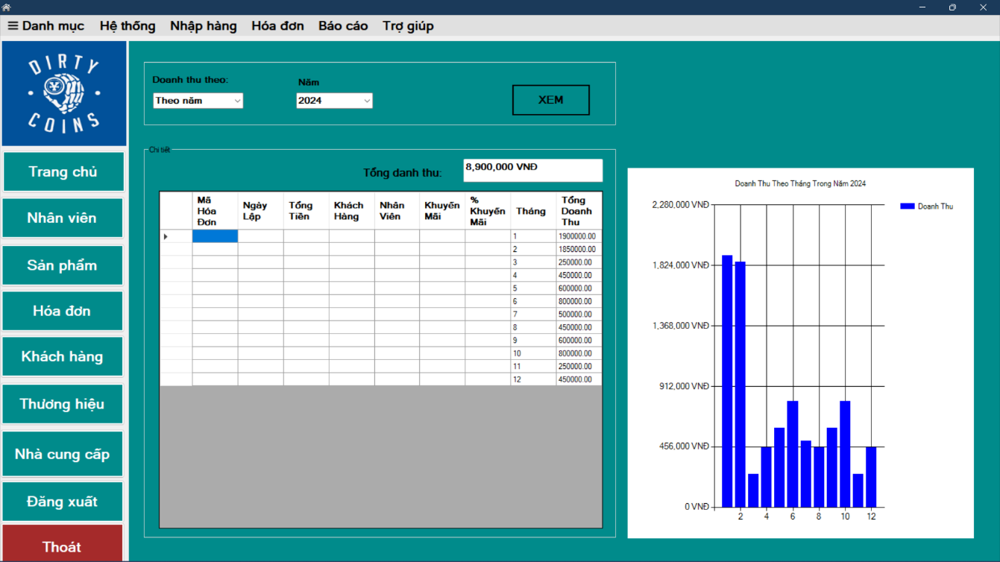 Danh mục Hệ thống Nhập hàng Hóa đơn Báo cáo Trợ giúp
DIRTY
COINS
Trang chủ
Nhân viên
Sản phẩm
Hóa đơn
Khách hàng
Thương hiệu
Nhà cung cấp
Đăng xuất
Thoát
Doanh thu theo:
Theo năm
Năm
2024
XEM
Chi tiết
Tổng danh thu: 8,900,000 VNĐ
Mã Hóa Đơn Ngày Lập Tổng Tiền Khách Hàng Nhân Viên Khuyến Mãi % Khuyến Mãi Tháng Tổng Doanh Thu
1 1900000.00
2 1850000.00
3 250000.00
4 450000.00
5 600000.00
6 800000.00
7 500000.00
8 450000.00
9 600000.00
10 800000.00
11 250000.00
12 450000.00
Doanh Thu Theo Tháng Trong Năm 2024
Doanh Thu
2,280,000 VNĐ
1,824,000 VNĐ
1,368,000 VNĐ
912,000 VNĐ
456,000 VNĐ
0 VNĐ
2 4 6 8 10 12